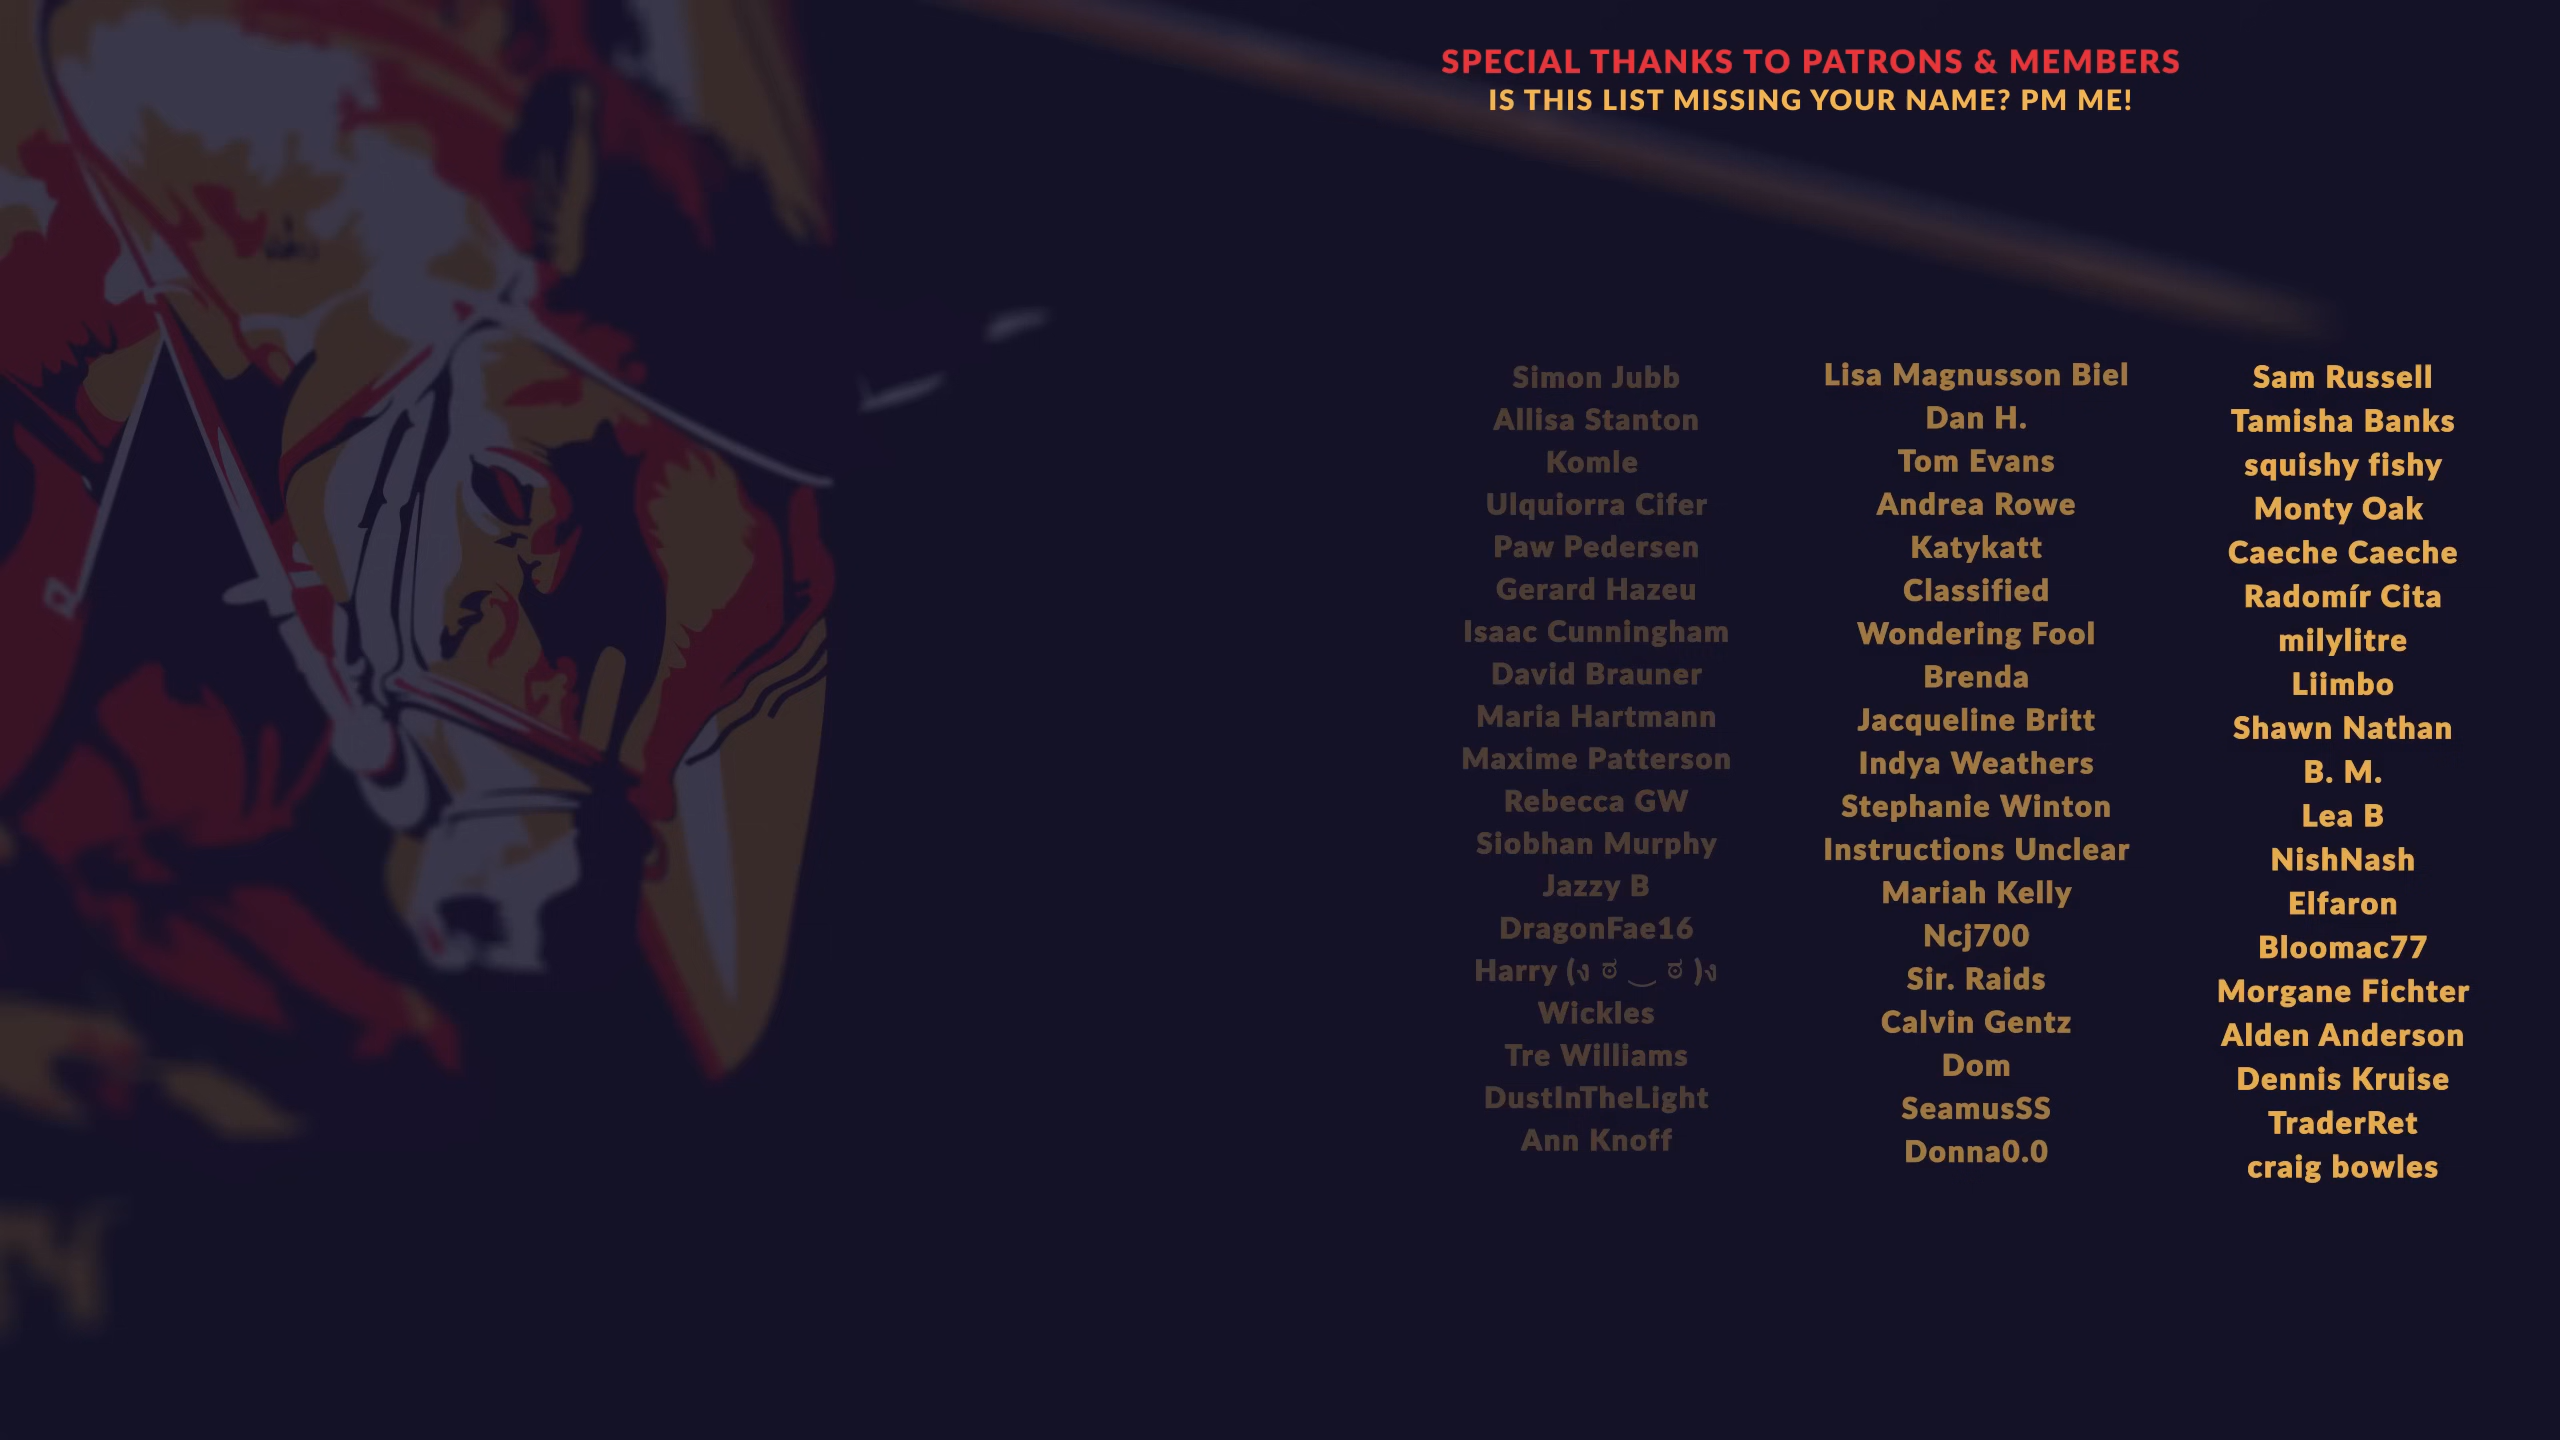 SPECIAL THANKS TO PATRONS & MEMBERS
IS THIS LIST MISSING YOUR NAME? PM ME!
Simon Jubb
Allisa Stanton
Komle
Ulquiorra Cifer
Paw Pedersen
Gerard Hazeu
Isaac Cunningham
David Brauner
Maria Hartmann
Maxime Patterson
Rebecca GW
Siobhan Murphy
Jazzy B
DragonFae16
Harry (ง ಠ ‿ ಠ )ง
Wickles
Tre Williams
DustInTheLight
Ann Knoff
Lisa Magnusson Biel
Dan H.
Tom Evans
Andrea Rowe
Katykatt
Classified
Wondering Fool
Brenda
Jacqueline Britt
Indya Weathers
Stephanie Winton
Instructions Unclear
Mariah Kelly
Ncj700
Sir. Raids
Calvin Gentz
Dom
SeamusSS
Donna0.0
Sam Russell
Tamisha Banks
squishy fishy
Monty Oak
Caeche Caeche
Radomír Cita
milylitre
Liimbo
Shawn Nathan
B. M.
Lea B
NishNash
Elfaron
Bloomac77
Morgane Fichter
Alden Anderson
Dennis Kruise
TraderRet
craig bowles